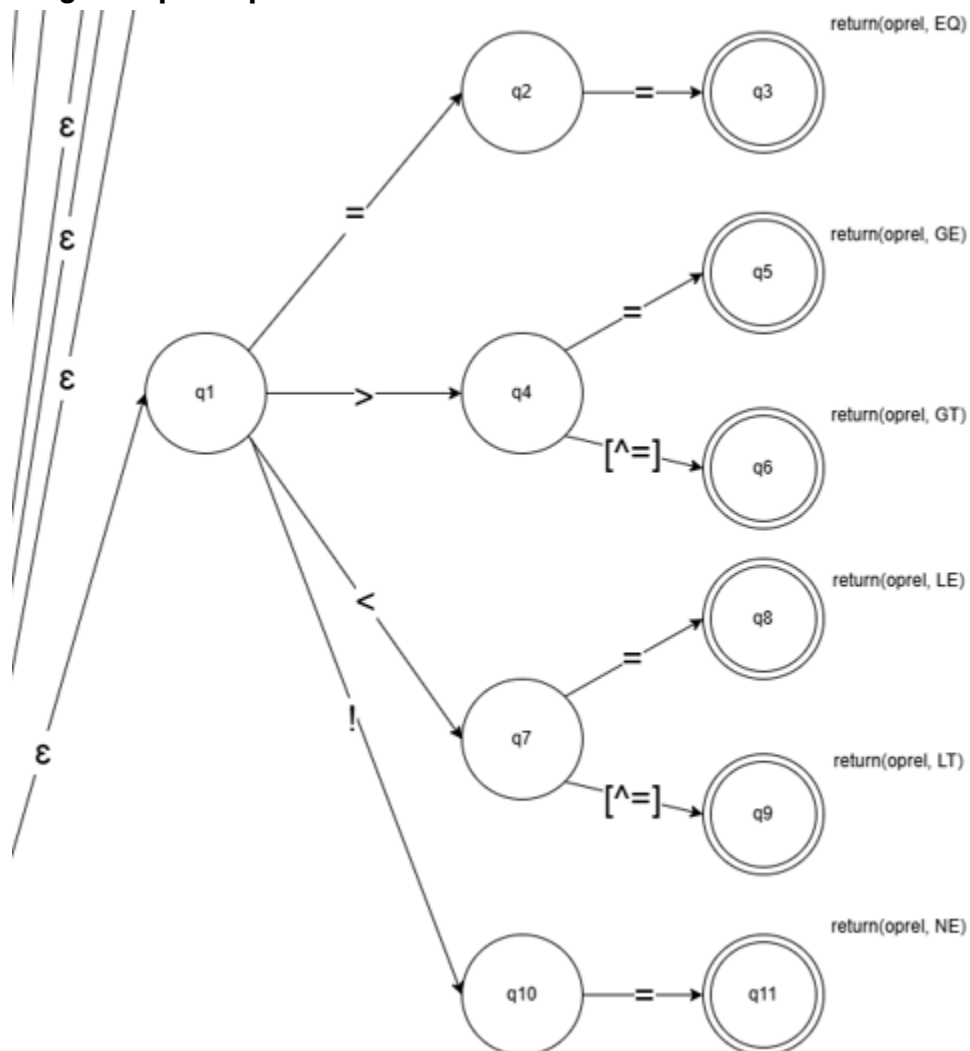 return(oprel, EQ)
ε
q2
=
q3
=
ε
return(oprel, GE)
q5
=
ε
q1
>
q4
return(oprel, GT)
[^=]
q6
<
return(oprel, LE)
q8
=
!
q7
ε
return(oprel, LT)
[^=]
q9
return(oprel, NE)
q10
=
q11